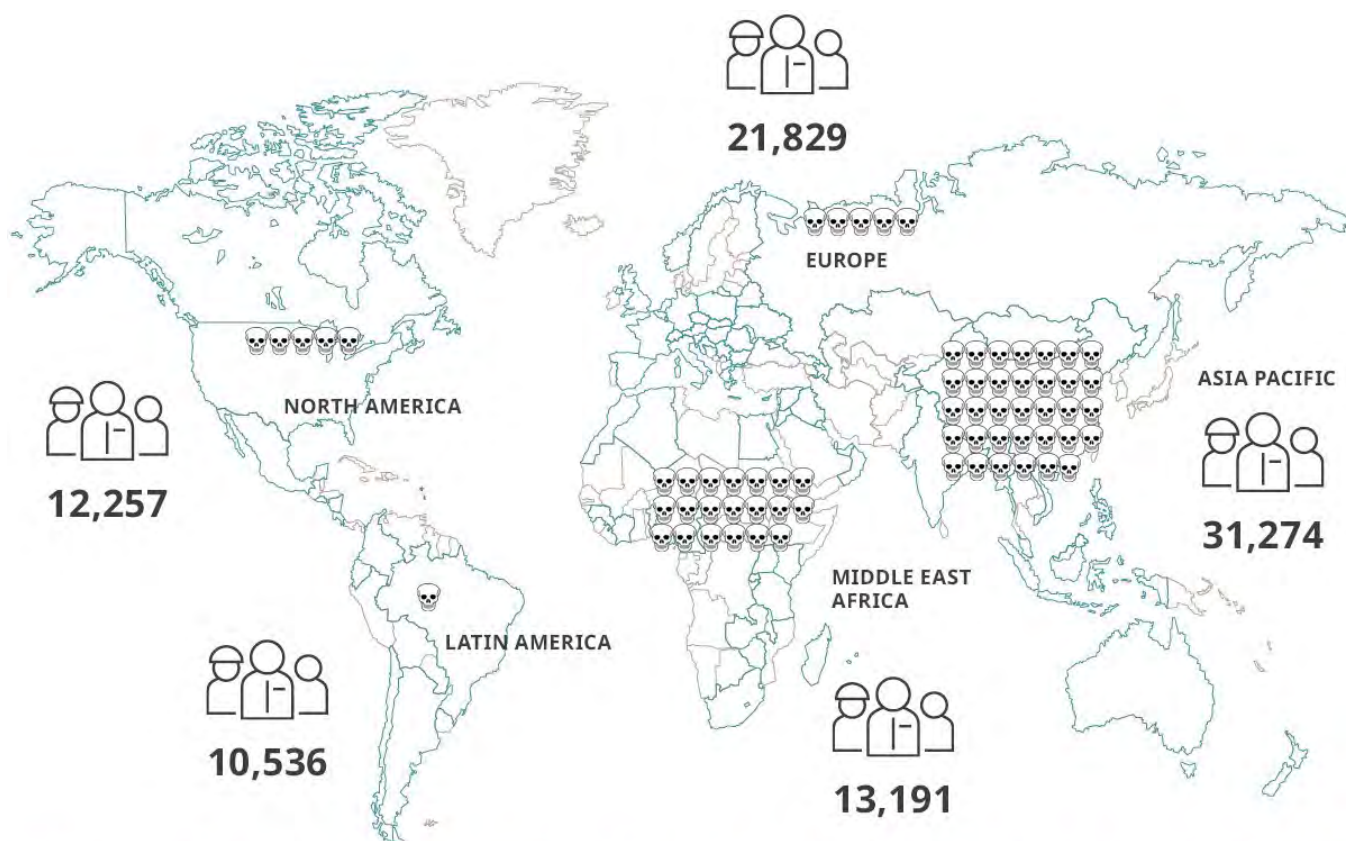 21,829
EUROPE
ASIA PACIFIC
NORTH AMERICA
12,257
31,274
MIDDLE EAST
AFRICA
LATIN AMERICA
10,536
13,191